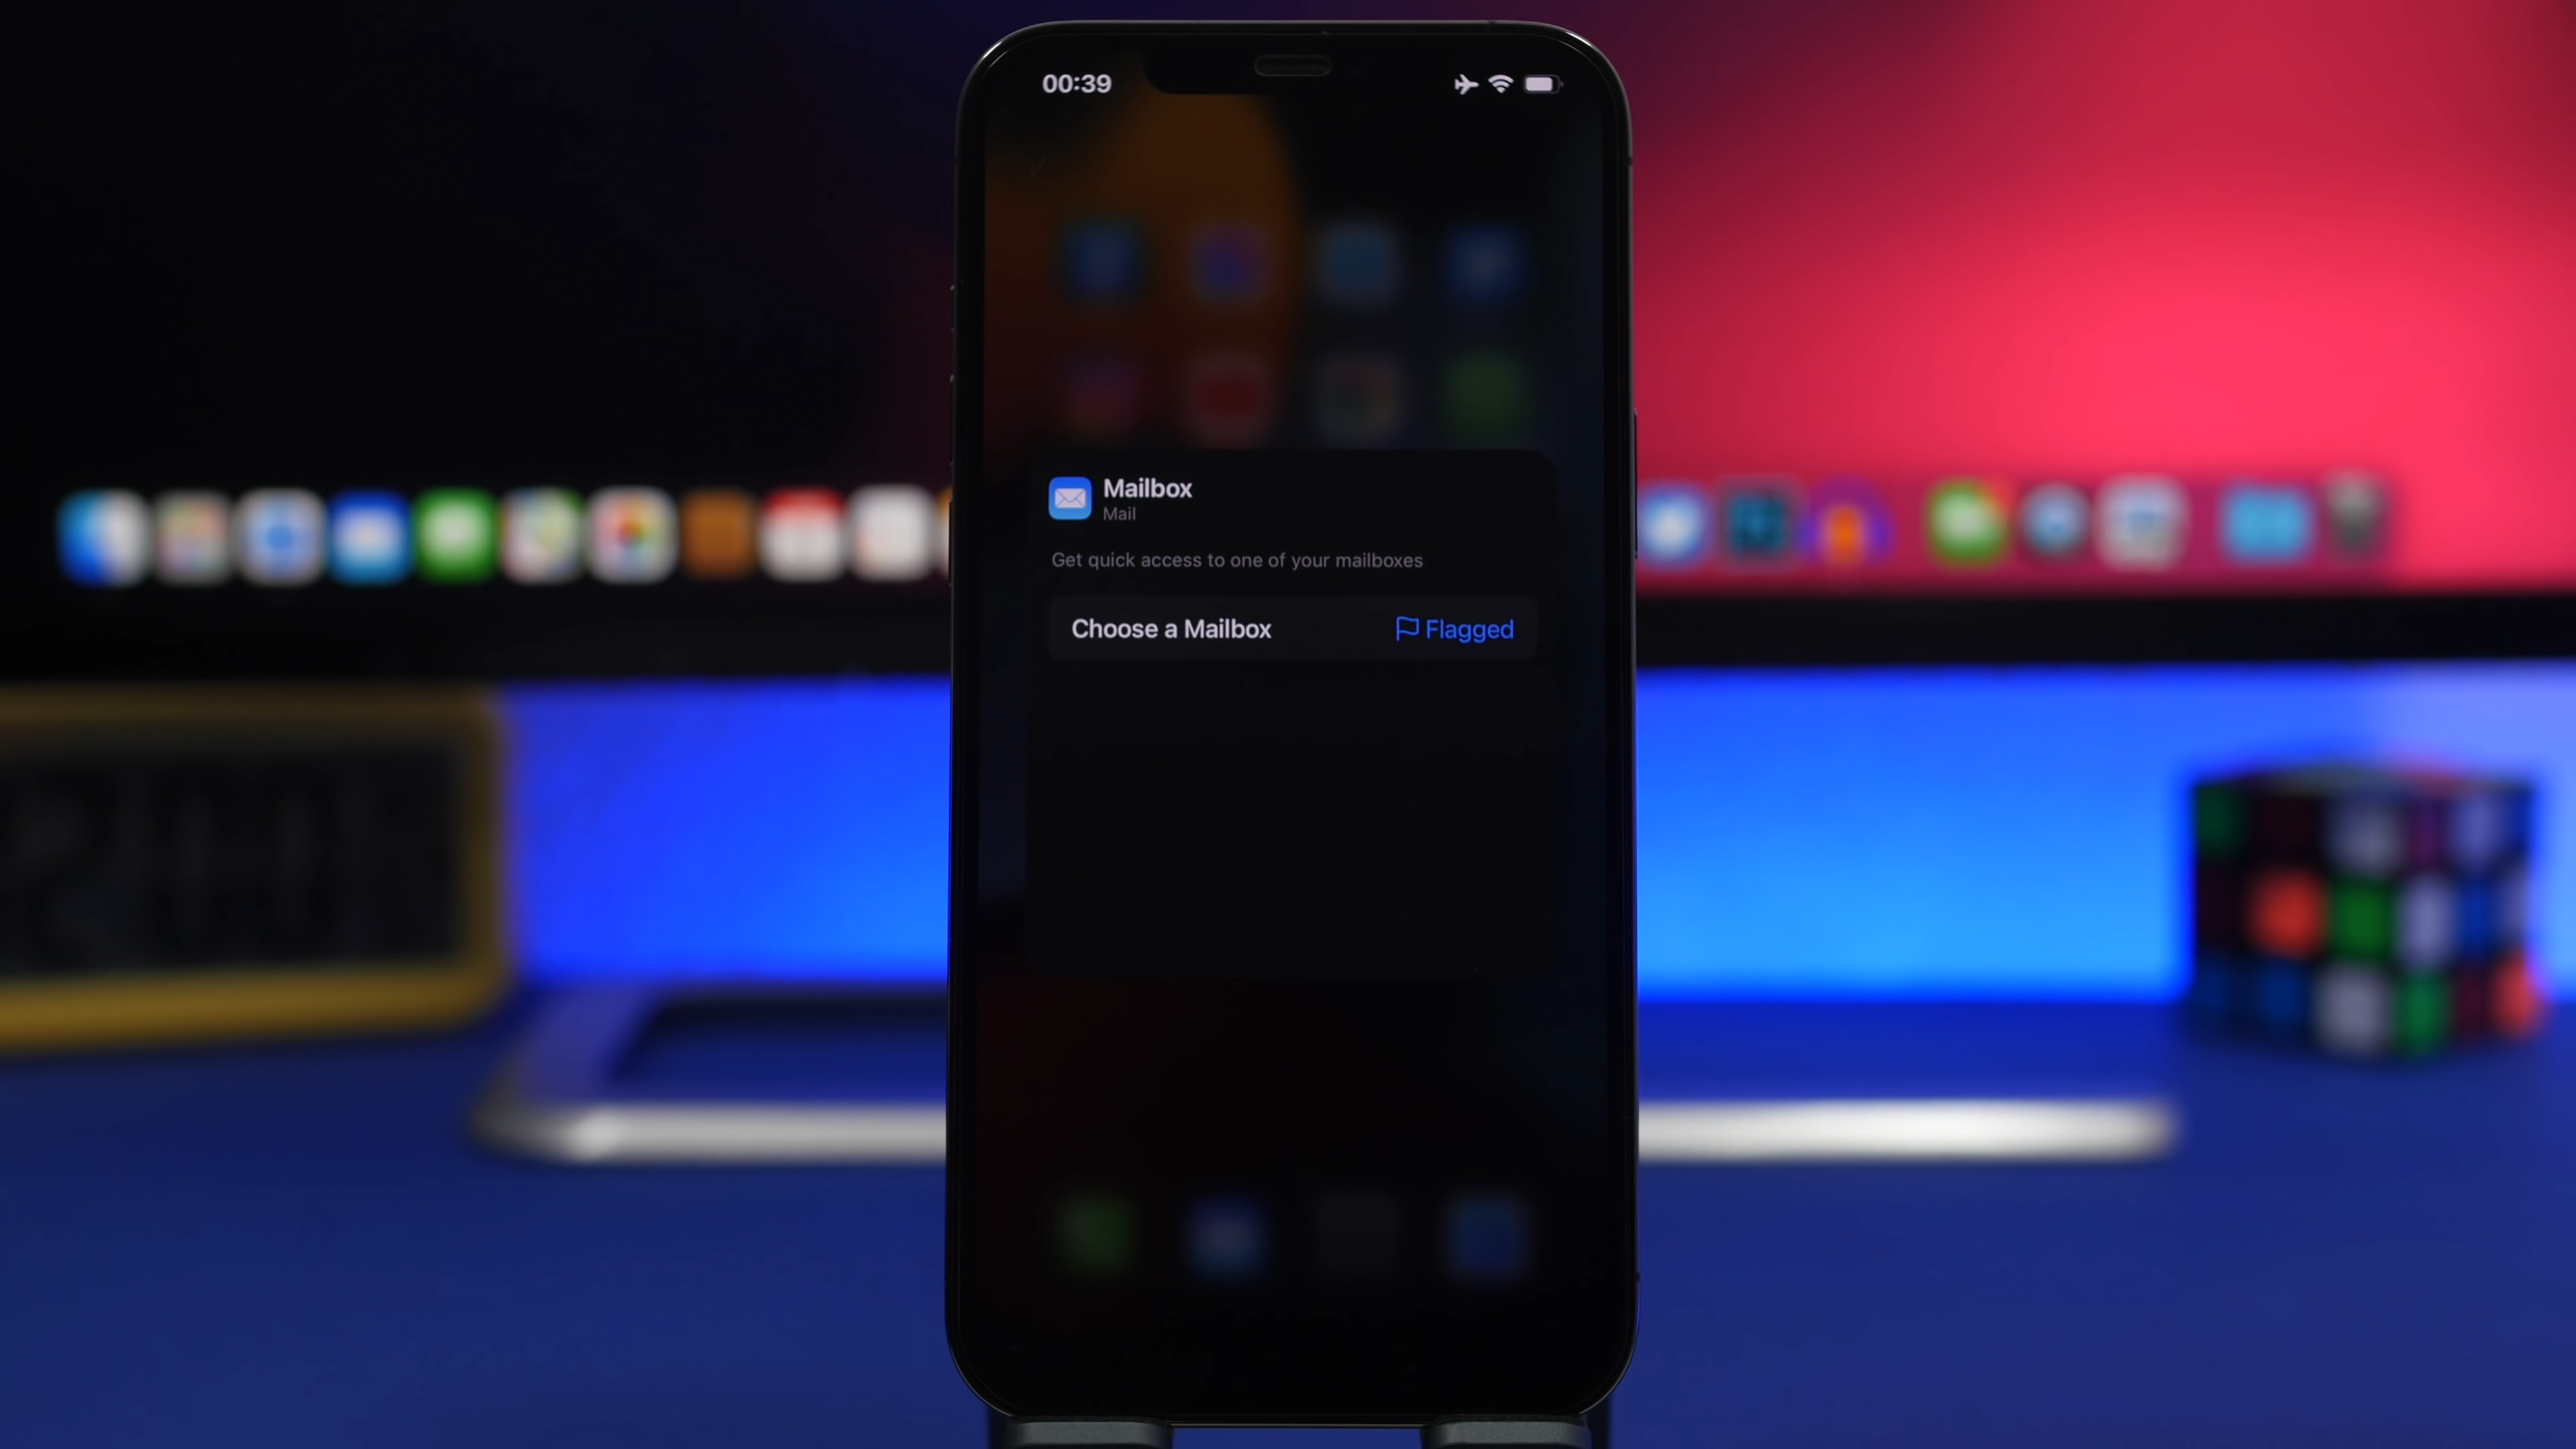 00:39
Mailbox
Mail
Get quick access to one of your mailboxes
Choose a Mailbox
Flagged